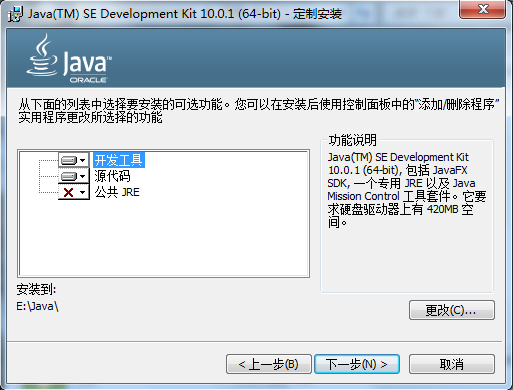 Java(TM) SE Development Kit 10.0.1 (64-bit) - 定制安装
Java™
ORACLE
从下面的列表中选择要安装的可选功能。您可以在安装后使用控制面板中的“添加/删除程序”
实用程序更改所选择的功能
开发工具
源代码
公共 JRE
功能说明
Java(TM) SE Development Kit
10.0.1 (64-bit), 包括 JavaFX
SDK, 一个专用 JRE 以及 Java
Mission Control 工具套件。它要
求硬盘驱动器上有 420MB 空
间。
安装到:
E:\Java\
更改(C)...
< 上一步(B)
下一步(N) >
取消